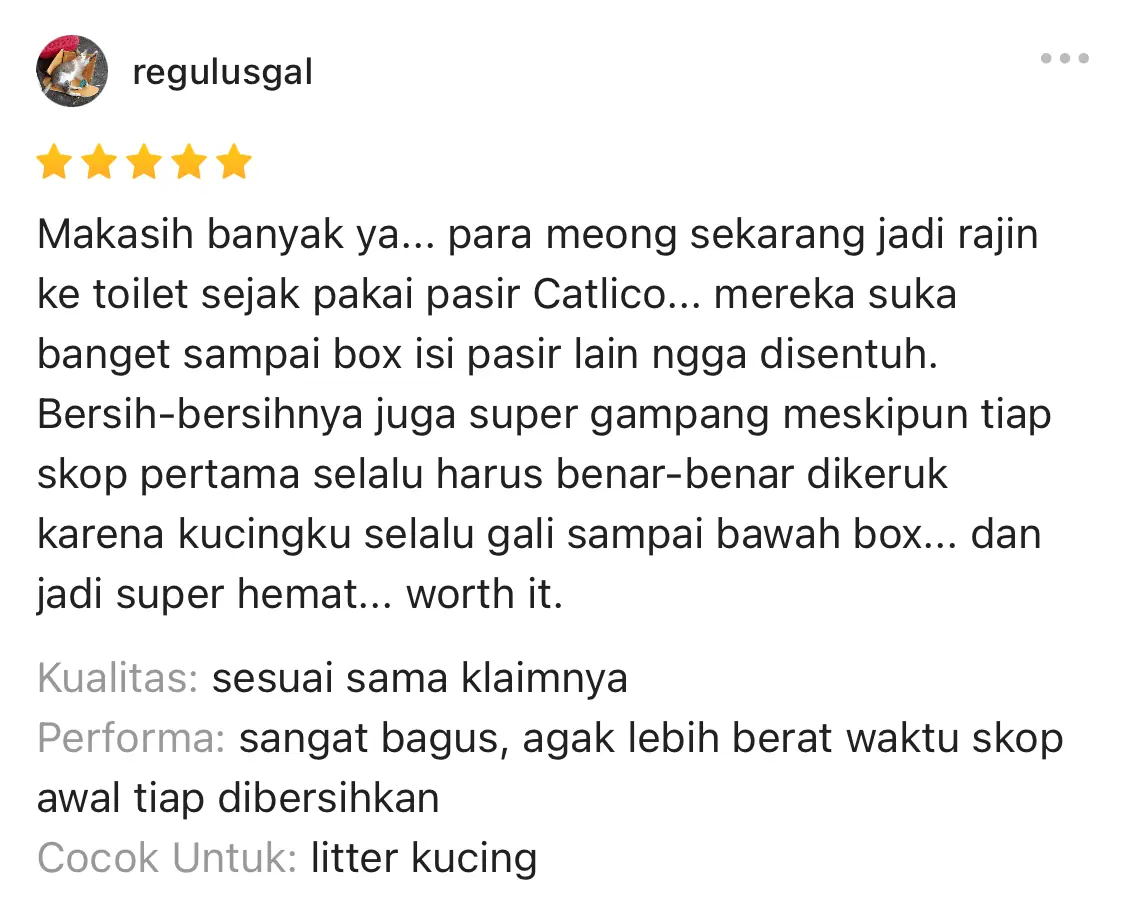 regulusgal
Makasih banyak ya... para meong sekarang jadi rajin
ke toilet sejak pakai pasir Catlico... mereka suka
banget sampai box isi pasir lain ngga disentuh.
Bersih-bersihnya juga super gampang meskipun tiap
skop pertama selalu harus benar-benar dikeruk
karena kucingku selalu gali sampai bawah box... dan
jadi super hemat... worth it.
Kualitas: sesuai sama klaimnya
Performa: sangat bagus, agak lebih berat waktu skop
awal tiap dibersihkan
Cocok Untuk: litter kucing